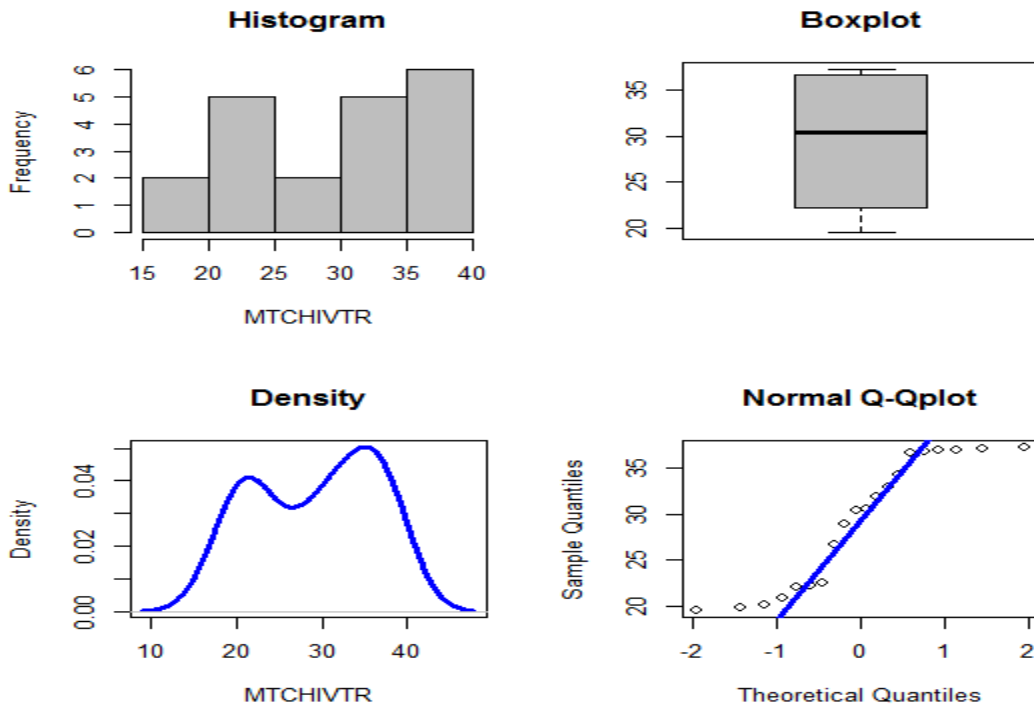 Histogram
Frequency
0 1 2 3 4 5 6
15 20 25 30 35 40
MTCHIVTR
Boxplot
20 25 30 35
Density
Density
0.00 0.02 0.04
10 20 30 40
MTCHIVTR
Normal Q-Qplot
Sample Quantiles
20 25 30 35
-2 -1 0 1 2
Theoretical Quantiles